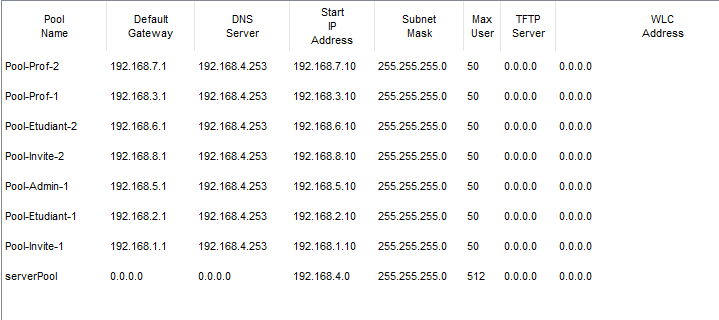 Pool Name Default Gateway DNS Server Start IP Address Subnet Mask Max User TFTP Server WLC Address
Pool-Prof-2 192.168.7.1 192.168.4.253 192.168.7.10 255.255.255.0 50 0.0.0.0 0.0.0.0
Pool-Prof-1 192.168.3.1 192.168.4.253 192.168.3.10 255.255.255.0 50 0.0.0.0 0.0.0.0
Pool-Etudiant-2 192.168.6.1 192.168.4.253 192.168.6.10 255.255.255.0 50 0.0.0.0 0.0.0.0
Pool-Invite-2 192.168.8.1 192.168.4.253 192.168.8.10 255.255.255.0 50 0.0.0.0 0.0.0.0
Pool-Admin-1 192.168.5.1 192.168.4.253 192.168.5.10 255.255.255.0 50 0.0.0.0 0.0.0.0
Pool-Etudiant-1 192.168.2.1 192.168.4.253 192.168.2.10 255.255.255.0 50 0.0.0.0 0.0.0.0
Pool-Invite-1 192.168.1.1 192.168.4.253 192.168.1.10 255.255.255.0 50 0.0.0.0 0.0.0.0
serverPool 0.0.0.0 0.0.0.0 192.168.4.0 255.255.255.0 512 0.0.0.0 0.0.0.0